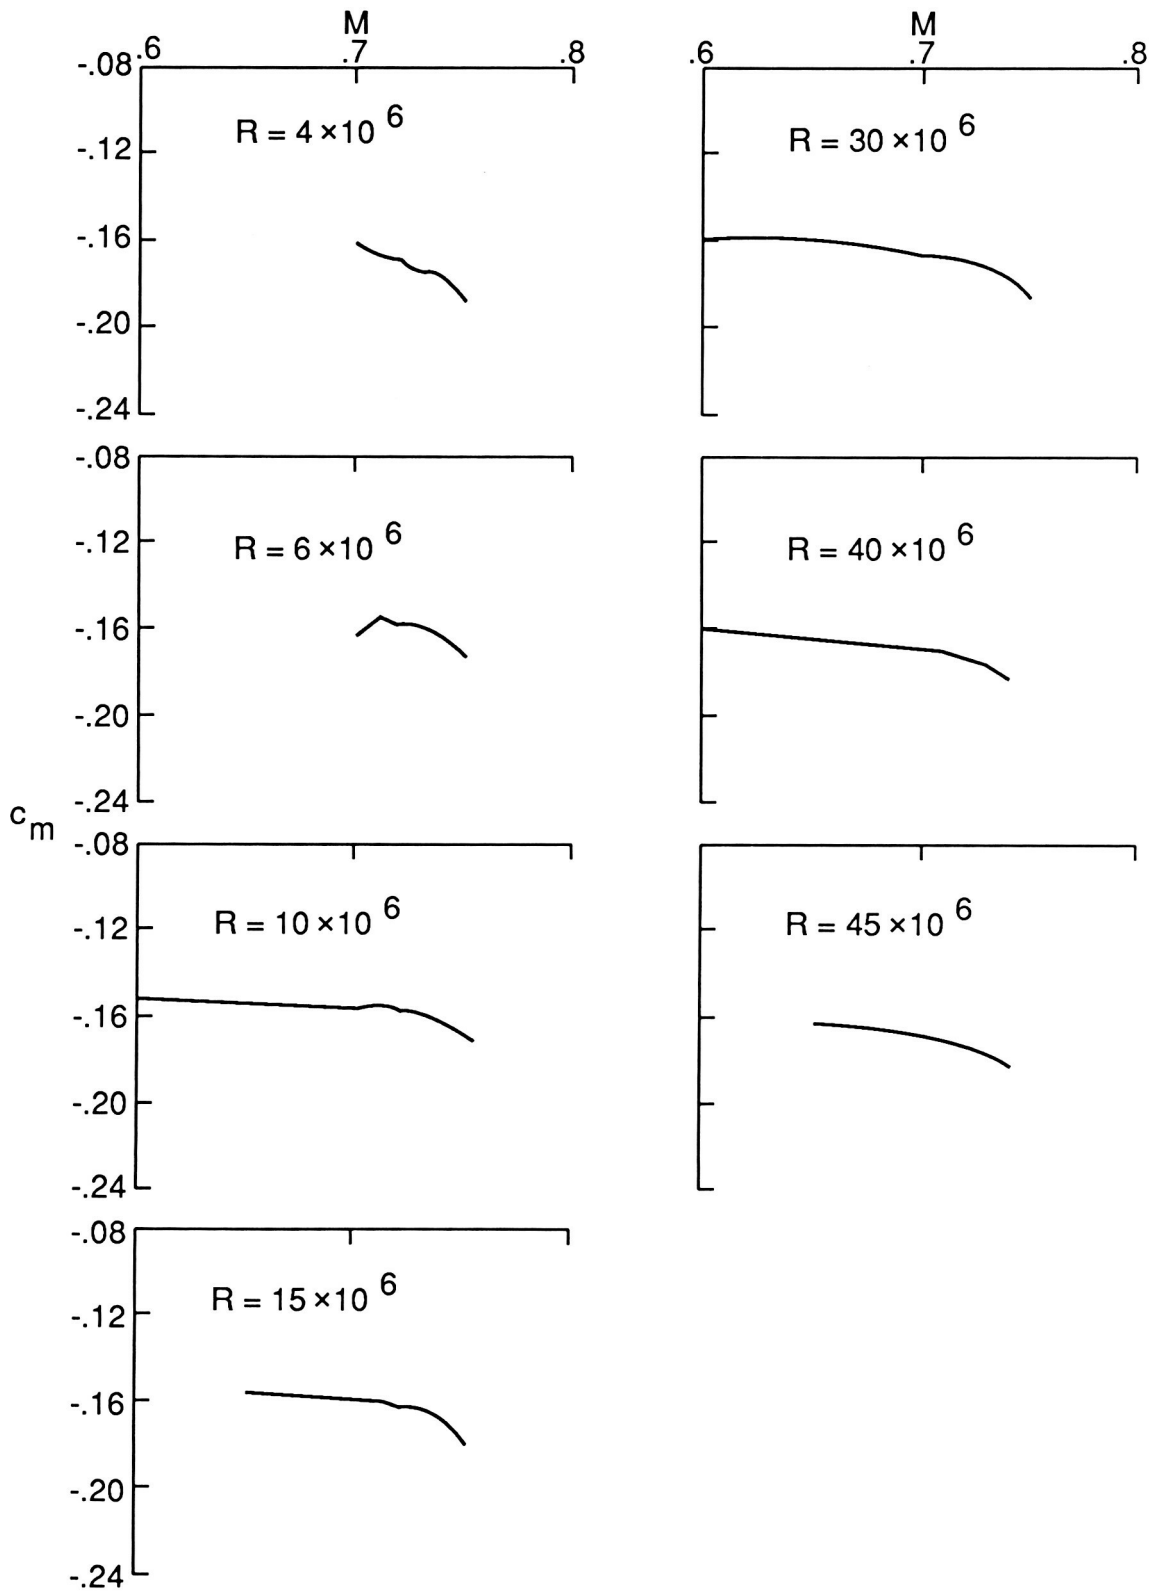 M
.6 .7 .8
-.08
R = 4 ×10 6
-.12
-.16
-.20
-.24
M
.6 .7 .8
R = 30 ×10 6
-.08
R = 6 ×10 6
-.12
-.16
-.20
-.24
R = 40 ×10 6
c m
-.08
R = 10 ×10 6
-.12
-.16
-.20
-.24
R = 45 ×10 6
-.08
R = 15 ×10 6
-.12
-.16
-.20
-.24